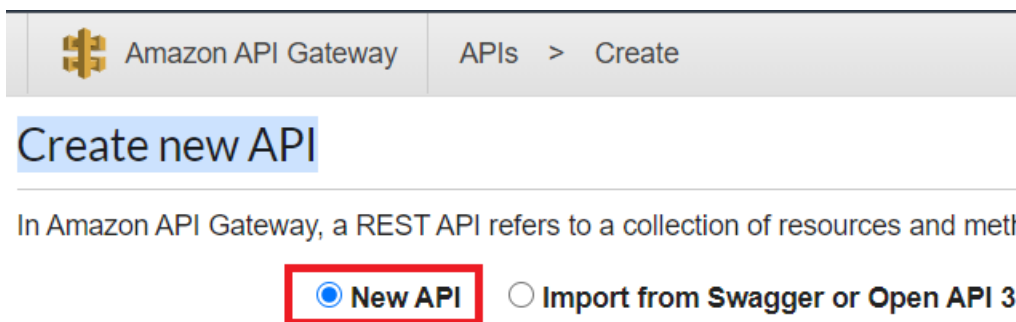 Amazon API Gateway APIs > Create
Create new API
In Amazon API Gateway, a REST API refers to a collection of resources and
New API Import from Swagger or Open API 3